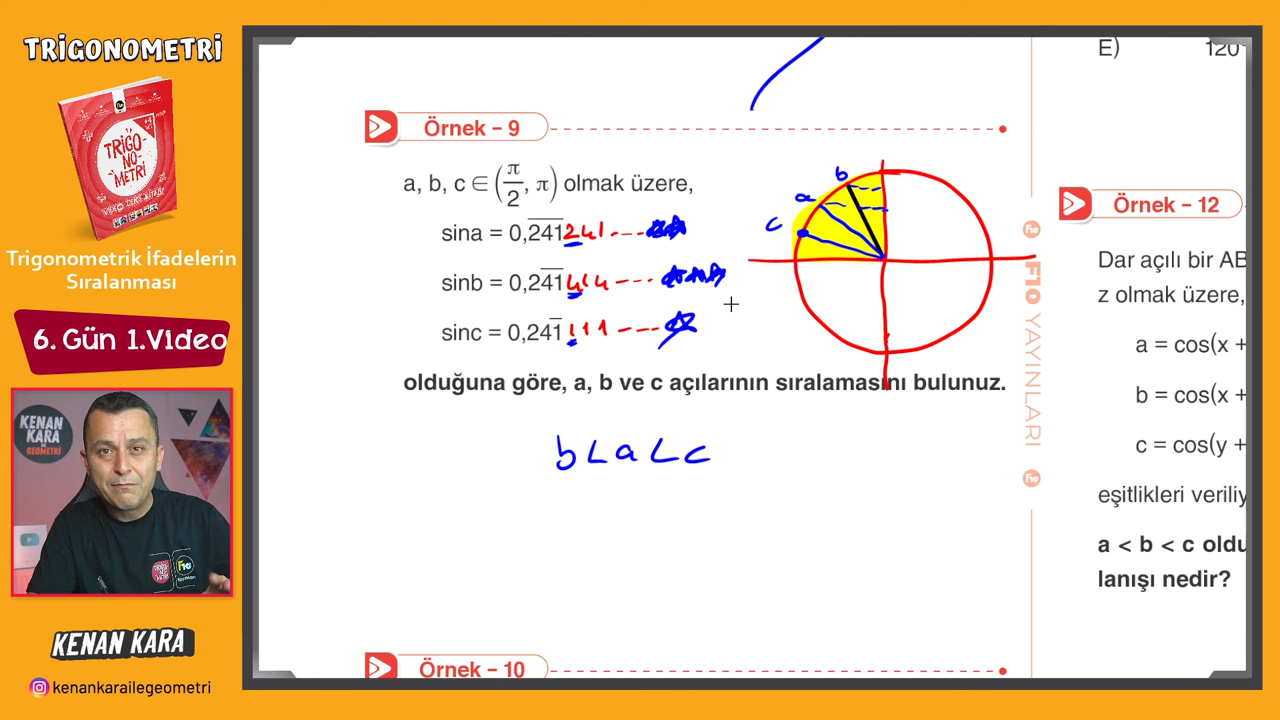 TRİGONOMETRİ
TRİGO-
NO-
METRİ
Trigonometrik İfadelerin
Sıralanması
6. Gün 1.Video
KENAN
KARA
İLE
GEOMETRİ
KENAN KARA
kenankarailegeometri
Örnek – 9
a, b, c ∈ (π/2, π) olmak üzere,
sina = 0,2̅4̅1̅ 241 ---
sinb = 0,24̅1̅ 414 ---
sinc = 0,241̅ 111 ---
b
a
c
olduğuna göre, a, b ve c açılarının sıralamasını bulunuz.
b < a < c
Örnek – 10
F10 YAYINLARI
E) 120
Örnek – 12
Dar açılı bir AB
z olmak üzere,
a = cos(x +
b = cos(x +
c = cos(y +
eşitlikleri veriliy
a < b < c oldu
lanışı nedir?